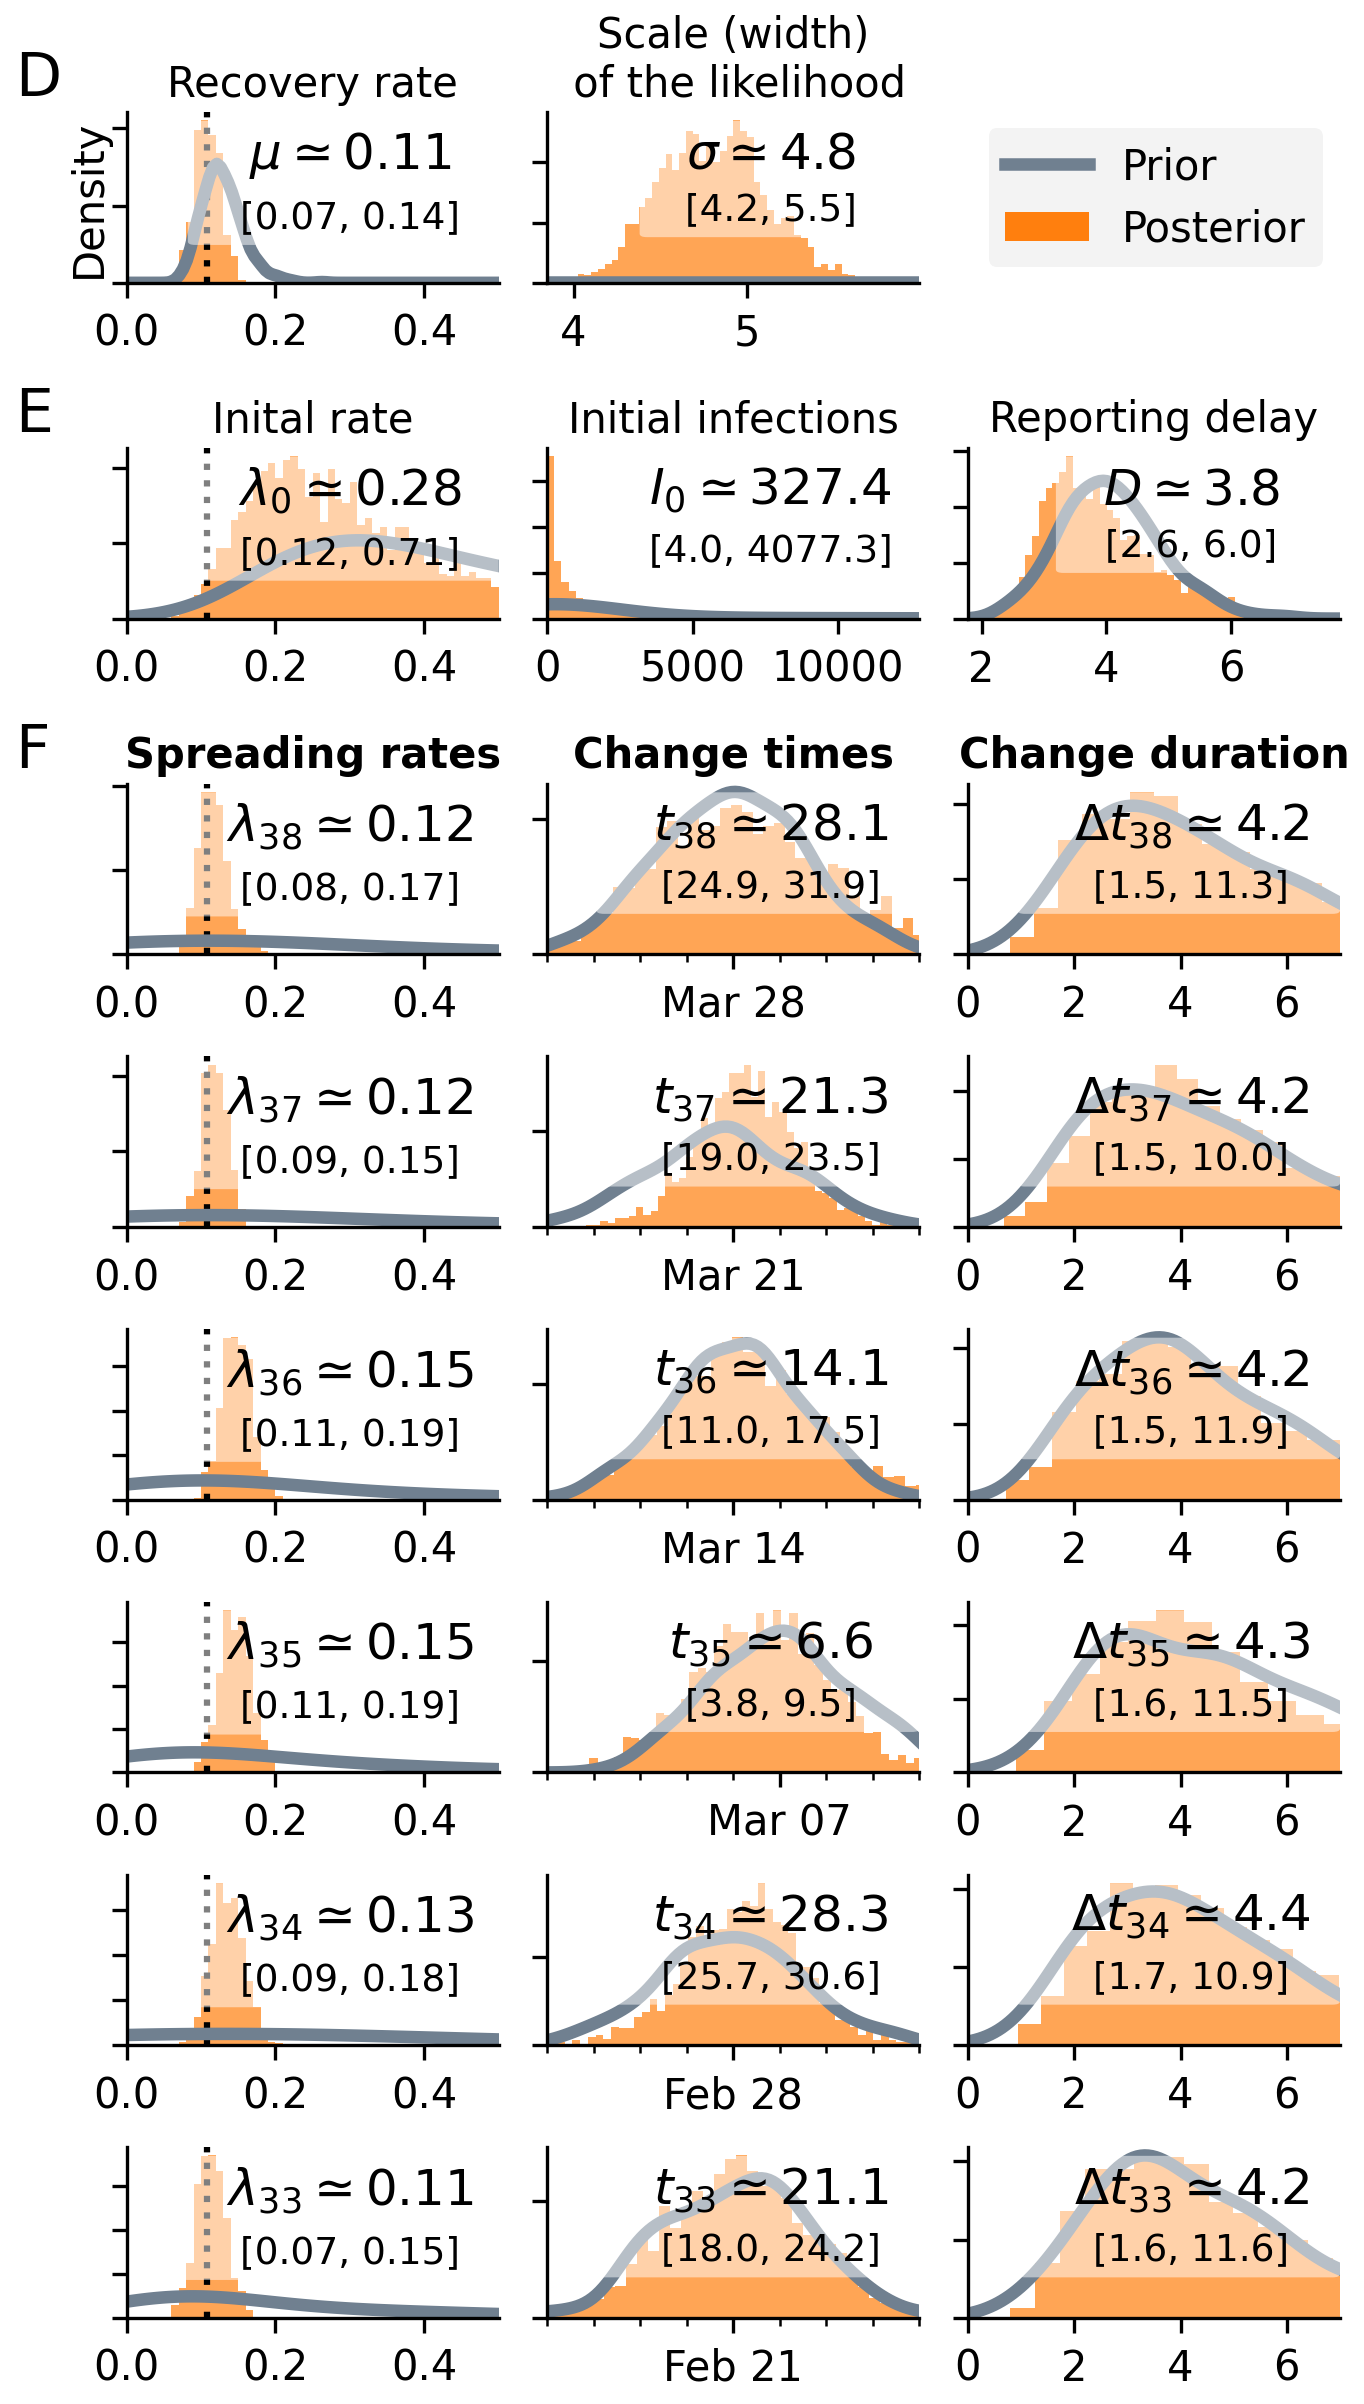 D
Recovery rate
Scale (width)
of the likelihood
Density
μ ≃ 0.11
[0.07, 0.14]
σ ≃ 4.8
[4.2, 5.5]
Prior
Posterior
0.0 0.2 0.4
4 5
E
Inital rate
Initial infections
Reporting delay
λ0 ≃ 0.28
[0.12, 0.71]
I0 ≃ 327.4
[4.0, 4077.3]
D ≃ 3.8
[2.6, 6.0]
0.0 0.2 0.4
0 5000 10000
2 4 6
F
Spreading rates
Change times
Change duration
λ38 ≃ 0.12
[0.08, 0.17]
t38 ≃ 28.1
[24.9, 31.9]
Δt38 ≃ 4.2
[1.5, 11.3]
0.0 0.2 0.4
Mar 28
0 2 4 6
λ37 ≃ 0.12
[0.09, 0.15]
t37 ≃ 21.3
[19.0, 23.5]
Δt37 ≃ 4.2
[1.5, 10.0]
0.0 0.2 0.4
Mar 21
0 2 4 6
λ36 ≃ 0.15
[0.11, 0.19]
t36 ≃ 14.1
[11.0, 17.5]
Δt36 ≃ 4.2
[1.5, 11.9]
0.0 0.2 0.4
Mar 14
0 2 4 6
λ35 ≃ 0.15
[0.11, 0.19]
t35 ≃ 6.6
[3.8, 9.5]
Δt35 ≃ 4.3
[1.6, 11.5]
0.0 0.2 0.4
Mar 07
0 2 4 6
λ34 ≃ 0.13
[0.09, 0.18]
t34 ≃ 28.3
[25.7, 30.6]
Δt34 ≃ 4.4
[1.7, 10.9]
0.0 0.2 0.4
Feb 28
0 2 4 6
λ33 ≃ 0.11
[0.07, 0.15]
t33 ≃ 21.1
[18.0, 24.2]
Δt33 ≃ 4.2
[1.6, 11.6]
0.0 0.2 0.4
Feb 21
0 2 4 6